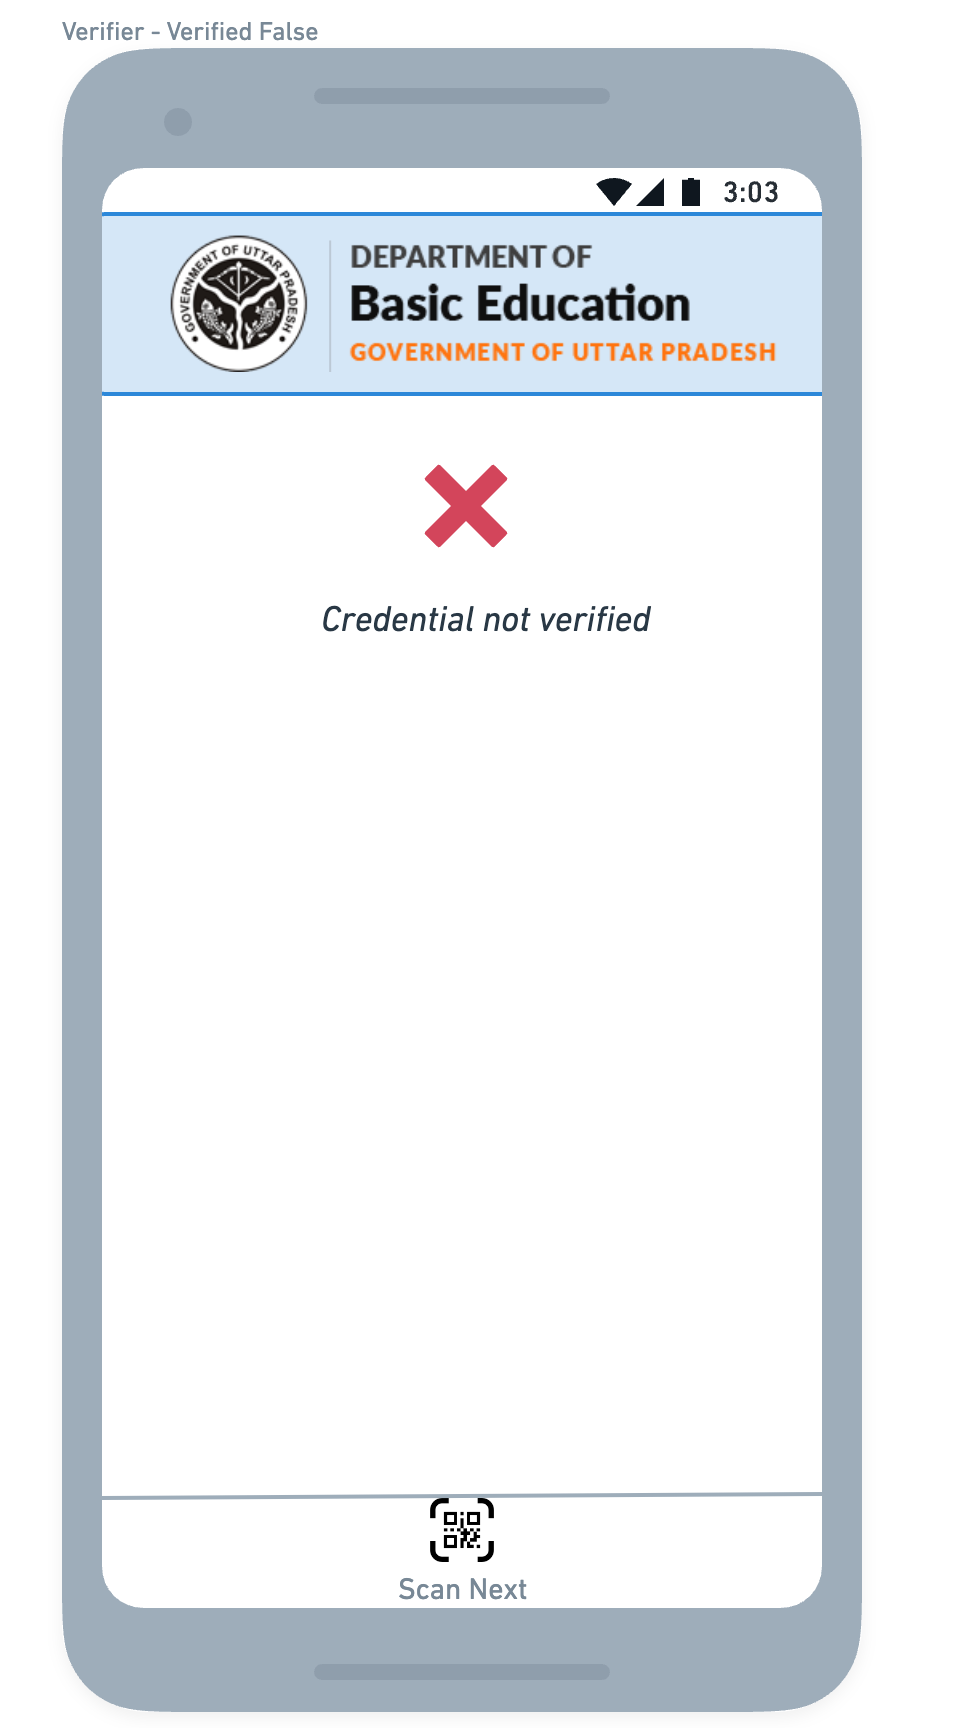 Verifier - Verified False
3:03
GOVERNMENT OF UTTAR PRADESH
DEPARTMENT OF
Basic Education
GOVERNMENT OF UTTAR PRADESH
Credential not verified
Scan Next